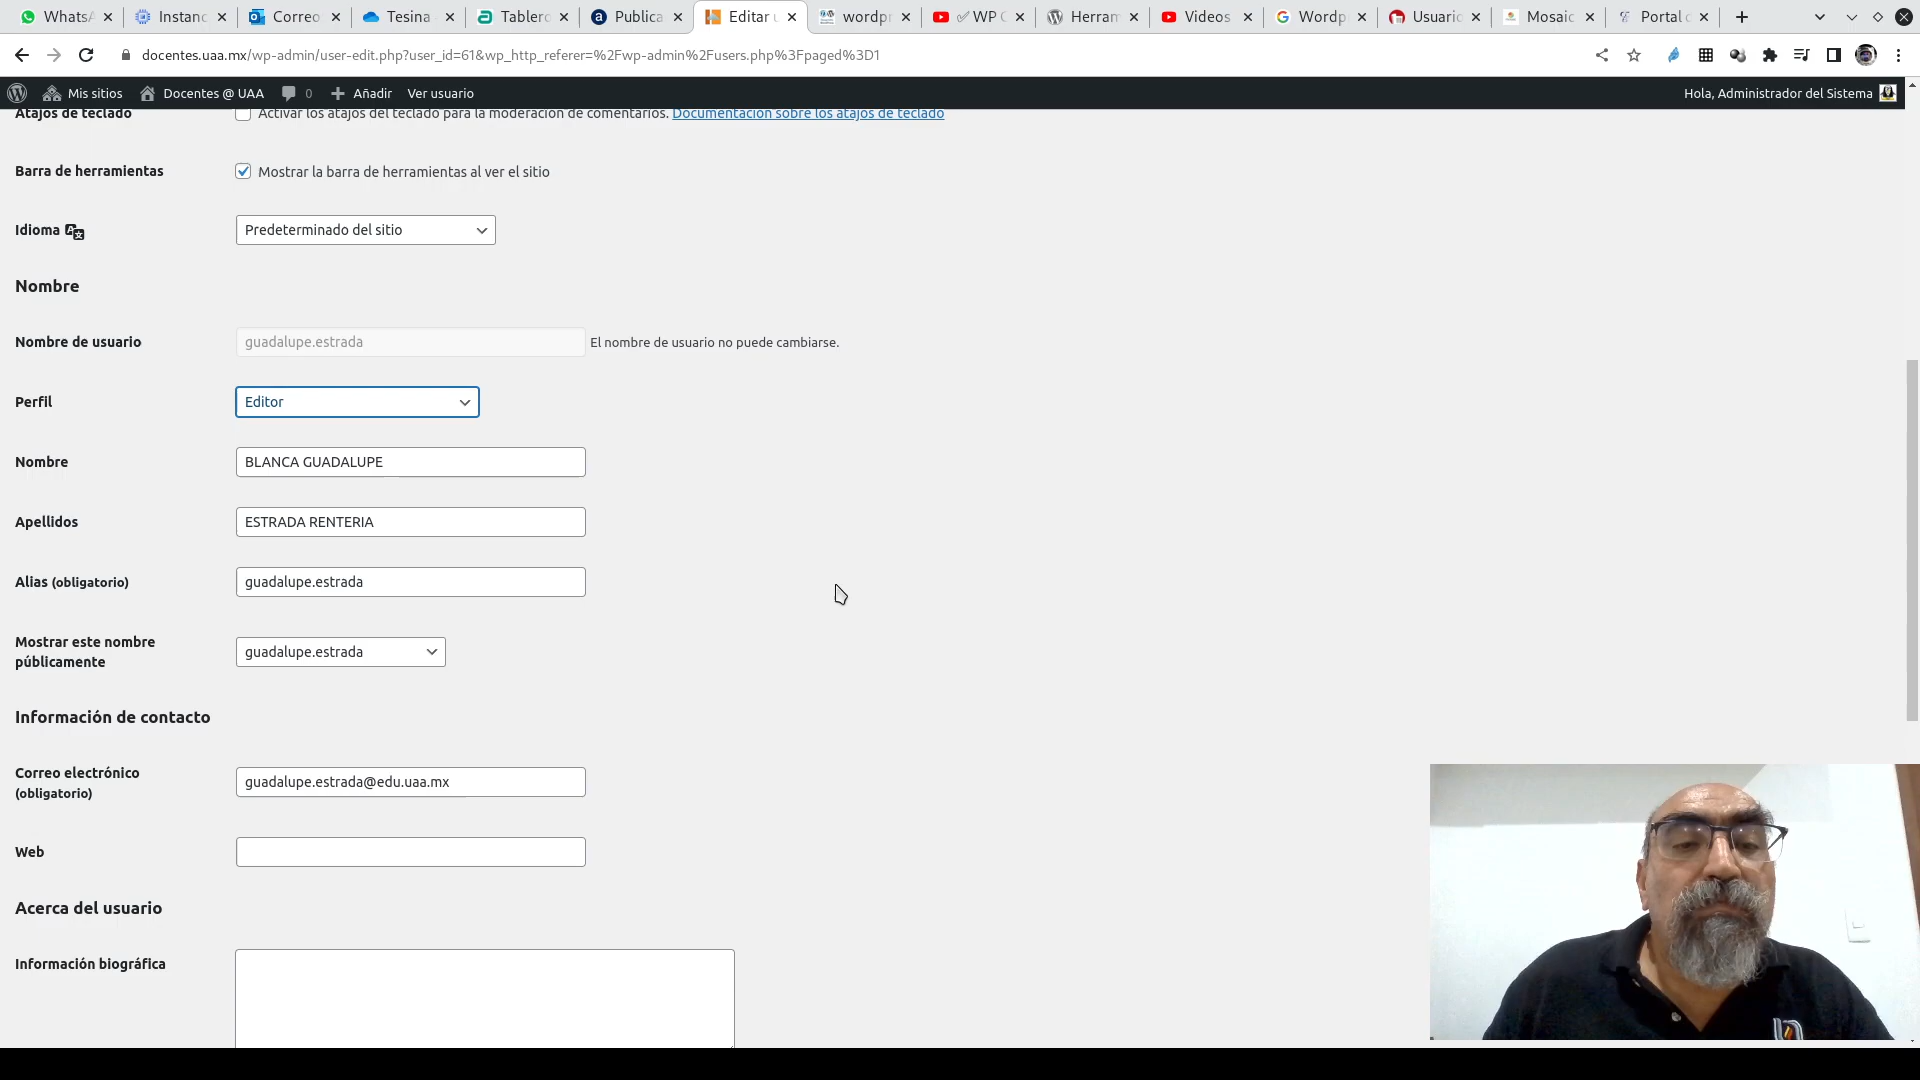 WhatsA
Instanc
Correo
Tesina
Tablero
Publica
Editar u
wordpr
WP C
Herram
Videos
Wordp
Usuario
Mosaic
Portal d
docentes.uaa.mx/wp-admin/user-edit.php?user_id=61&wp_http_referer=%2Fwp-admin%2Fusers.php%3Fpaged%3D1
Mis sitios Docentes @ UAA 0 Añadir Ver usuario Hola, Administrador del Sistema
Atajos de teclado Activar los atajos del teclado para la moderación de comentarios. Documentación sobre los atajos de teclado
Barra de herramientas Mostrar la barra de herramientas al ver el sitio
Idioma Predeterminado del sitio
Nombre
Nombre de usuario guadalupe.estrada El nombre de usuario no puede cambiarse.
Perfil Editor
Nombre BLANCA GUADALUPE
Apellidos ESTRADA RENTERIA
Alias (obligatorio) guadalupe.estrada
Mostrar este nombre
públicamente
guadalupe.estrada
Información de contacto
Correo electrónico
(obligatorio)
guadalupe.estrada@edu.uaa.mx
Web
Acerca del usuario
Información biográfica